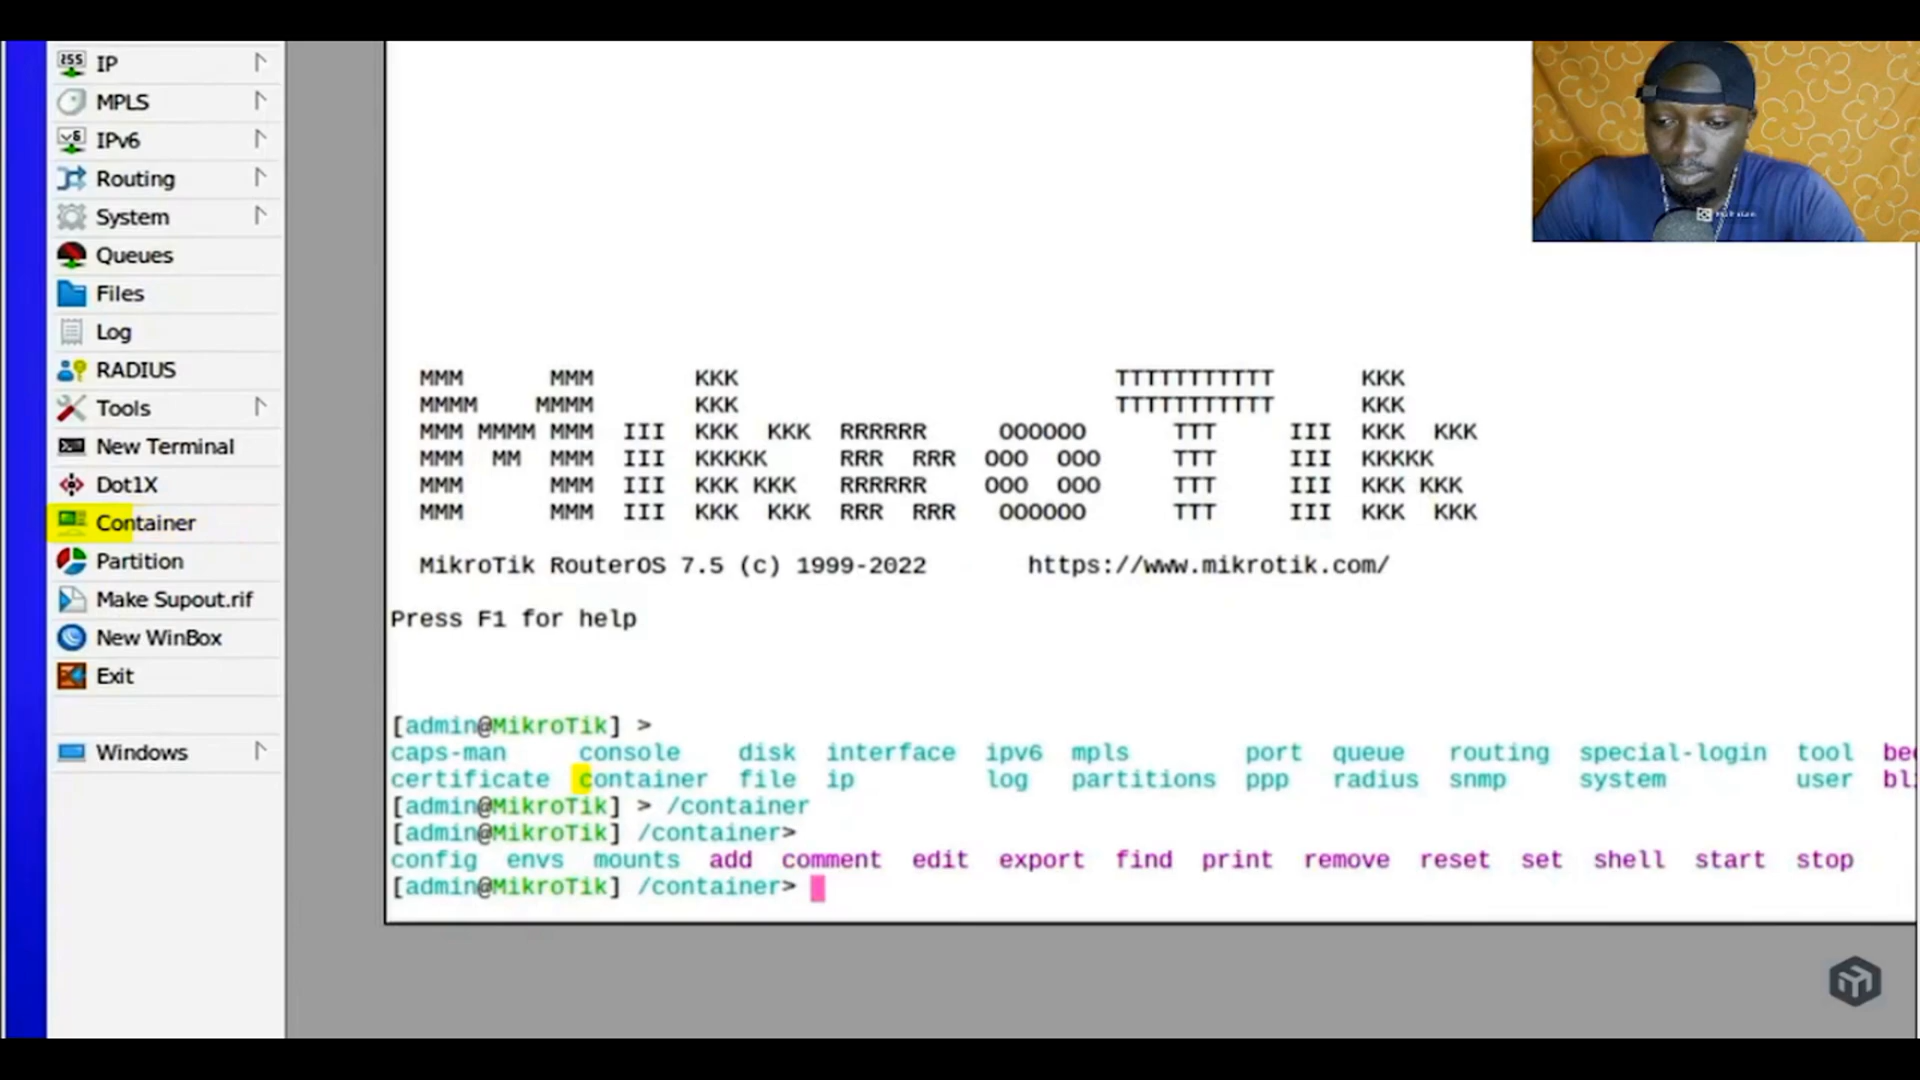 IP
MPLS
IPv6
Routing
System
Queues
Files
Log
RADIUS
Tools
New Terminal
Dot1X
Container
Partition
Make Supout.rif
New WinBox
Exit
Windows
MMM      MMM       KKK                          TTTTTTTTTTT      KKK
MMMM    MMMM       KKK                          TTTTTTTTTTT      KKK
MMM MMMM MMM  III  KKK  KKK  RRRRRR     OOOOOO      TTT     III  KKK  KKK
MMM  MM  MMM  III  KKKKK     RRR  RRR  OOO  OOO     TTT     III  KKKKK
MMM      MMM  III  KKK KKK   RRRRRR    OOO  OOO     TTT     III  KKK KKK
MMM      MMM  III  KKK  KKK  RRR  RRR   OOOOOO      TTT     III  KKK  KKK
MikroTik RouterOS 7.5 (c) 1999-2022       https://www.mikrotik.com/
Press F1 for help
[admin@MikroTik] >
caps-man console disk interface ipv6 mpls port queue routing special-login tool
certificate container file ip log partitions ppp radius snmp system user
[admin@MikroTik] > /container
[admin@MikroTik] /container>
config envs mounts add comment edit export find print remove reset set shell start stop
[admin@MikroTik] /container>